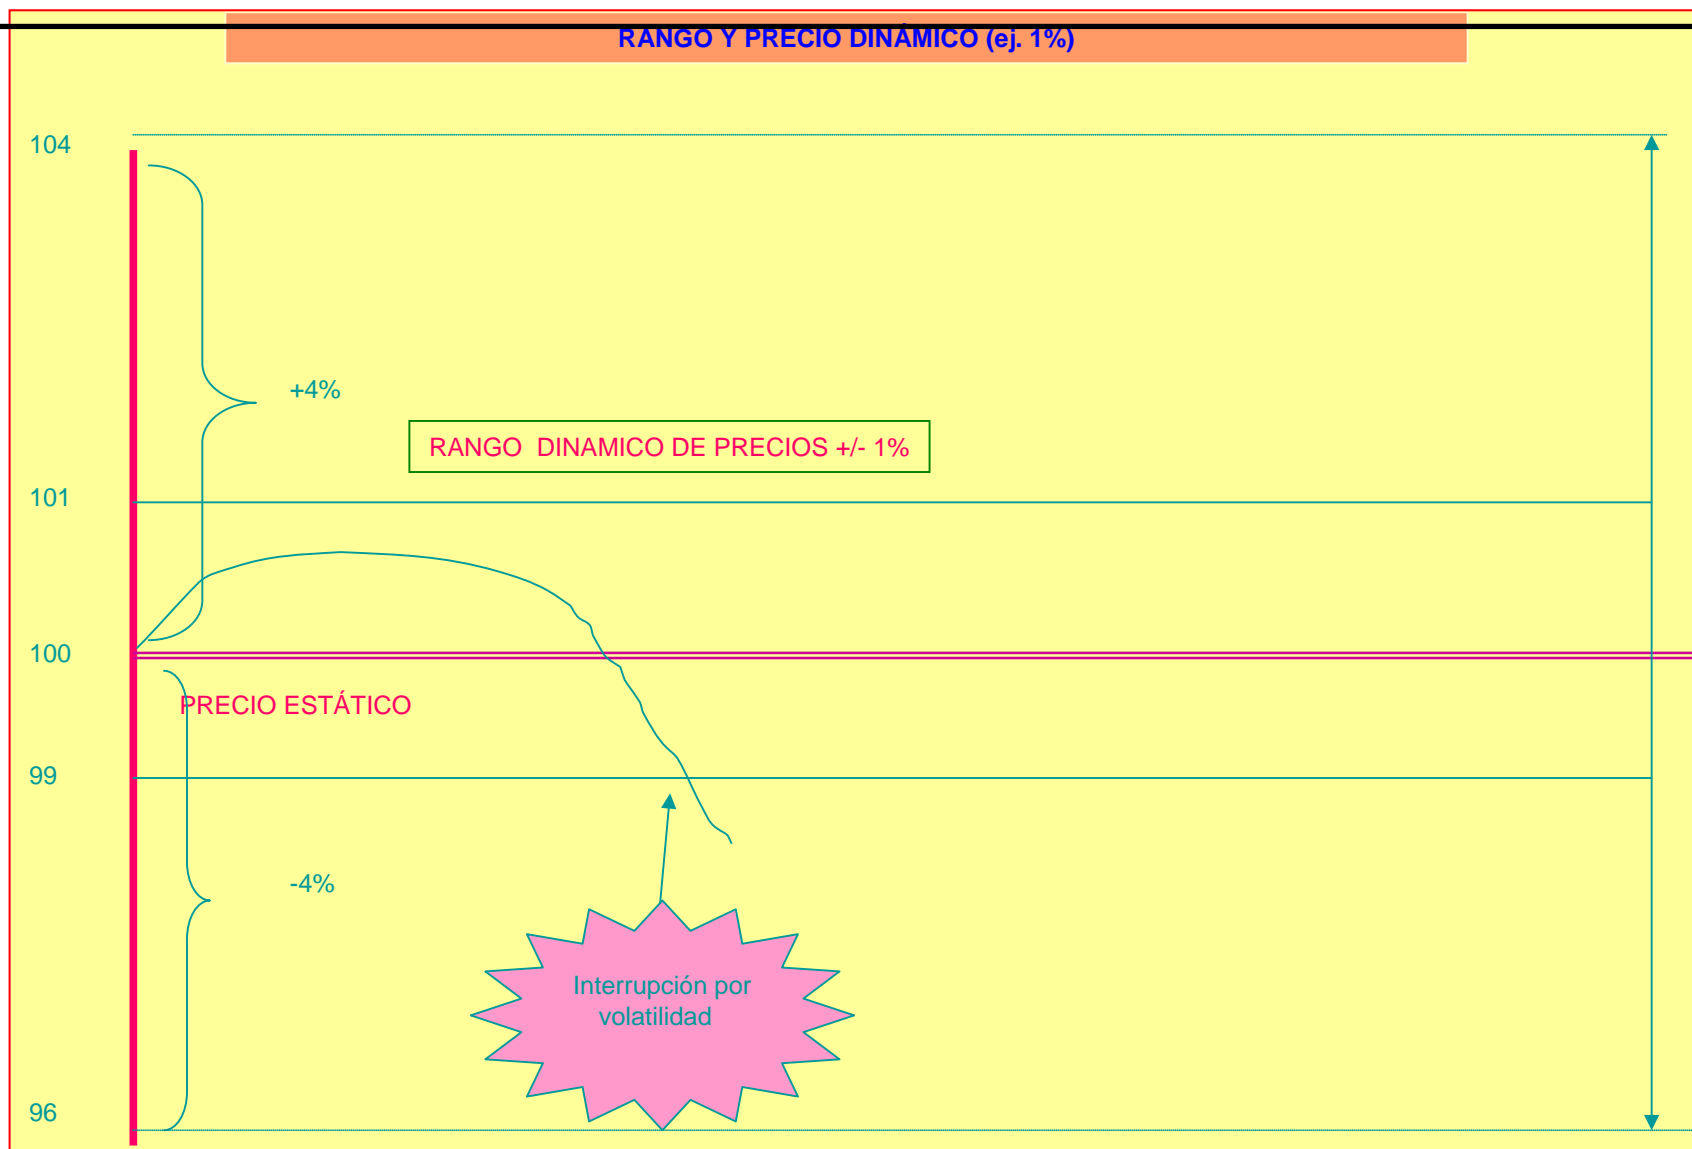 RANGO Y PRECIO DINÁMICO (ej. 1%)
104
+4%
RANGO DINAMICO DE PRECIOS +/- 1%
101
100
PRECIO ESTÁTICO
99
-4%
Interrupción por
volatilidad
96